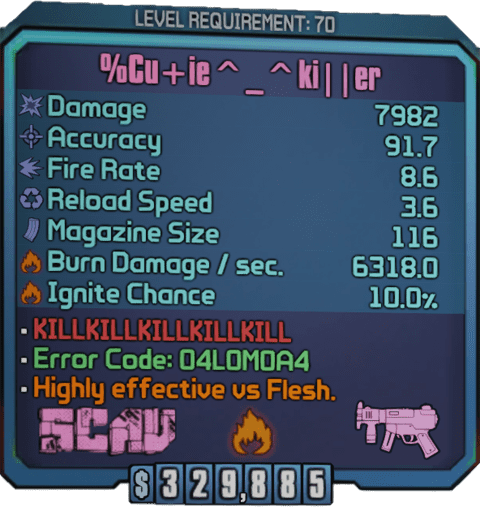 LEVEL REQUIREMENT: 70
%Cu+ie^_^ki||er
Damage 7982
Accuracy 91.7
Fire Rate 8.6
Reload Speed 3.6
Magazine Size 116
Burn Damage / sec. 6318.0
Ignite Chance 10.0%
• KILLKILLKILLKILLKILL
• Error Code: 04L0M0A4
• Highly effective vs Flesh.
SCAV
$329,885